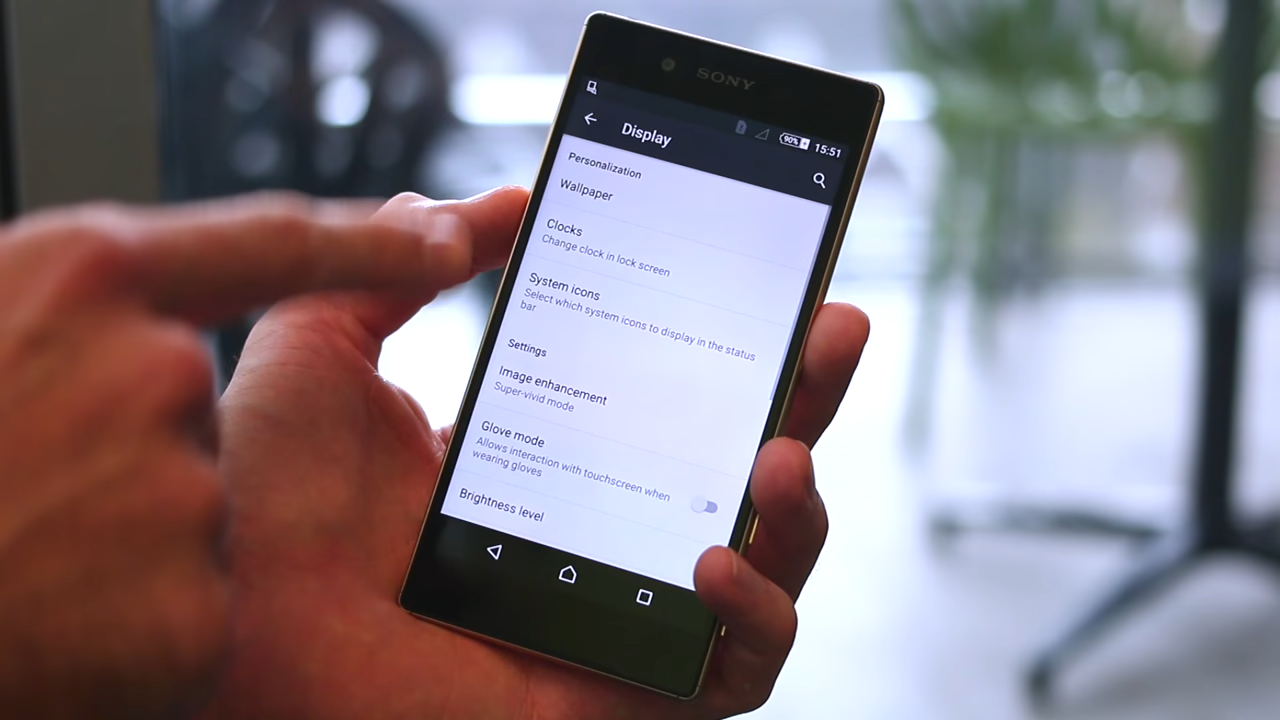 SONY
90% 15:51
Display
Personalization
Wallpaper
Clocks
Change clock in lock screen
System icons
Select which system icons to display in the status
bar
Settings
Image enhancement
Super-vivid mode
Glove mode
Allows interaction with touchscreen when
wearing gloves
Brightness level